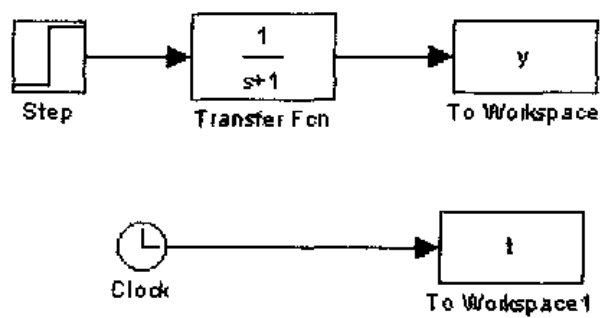 1
s+1
y
Step
Transfer Fcn
To Workspace
t
Clock
To Workspace1